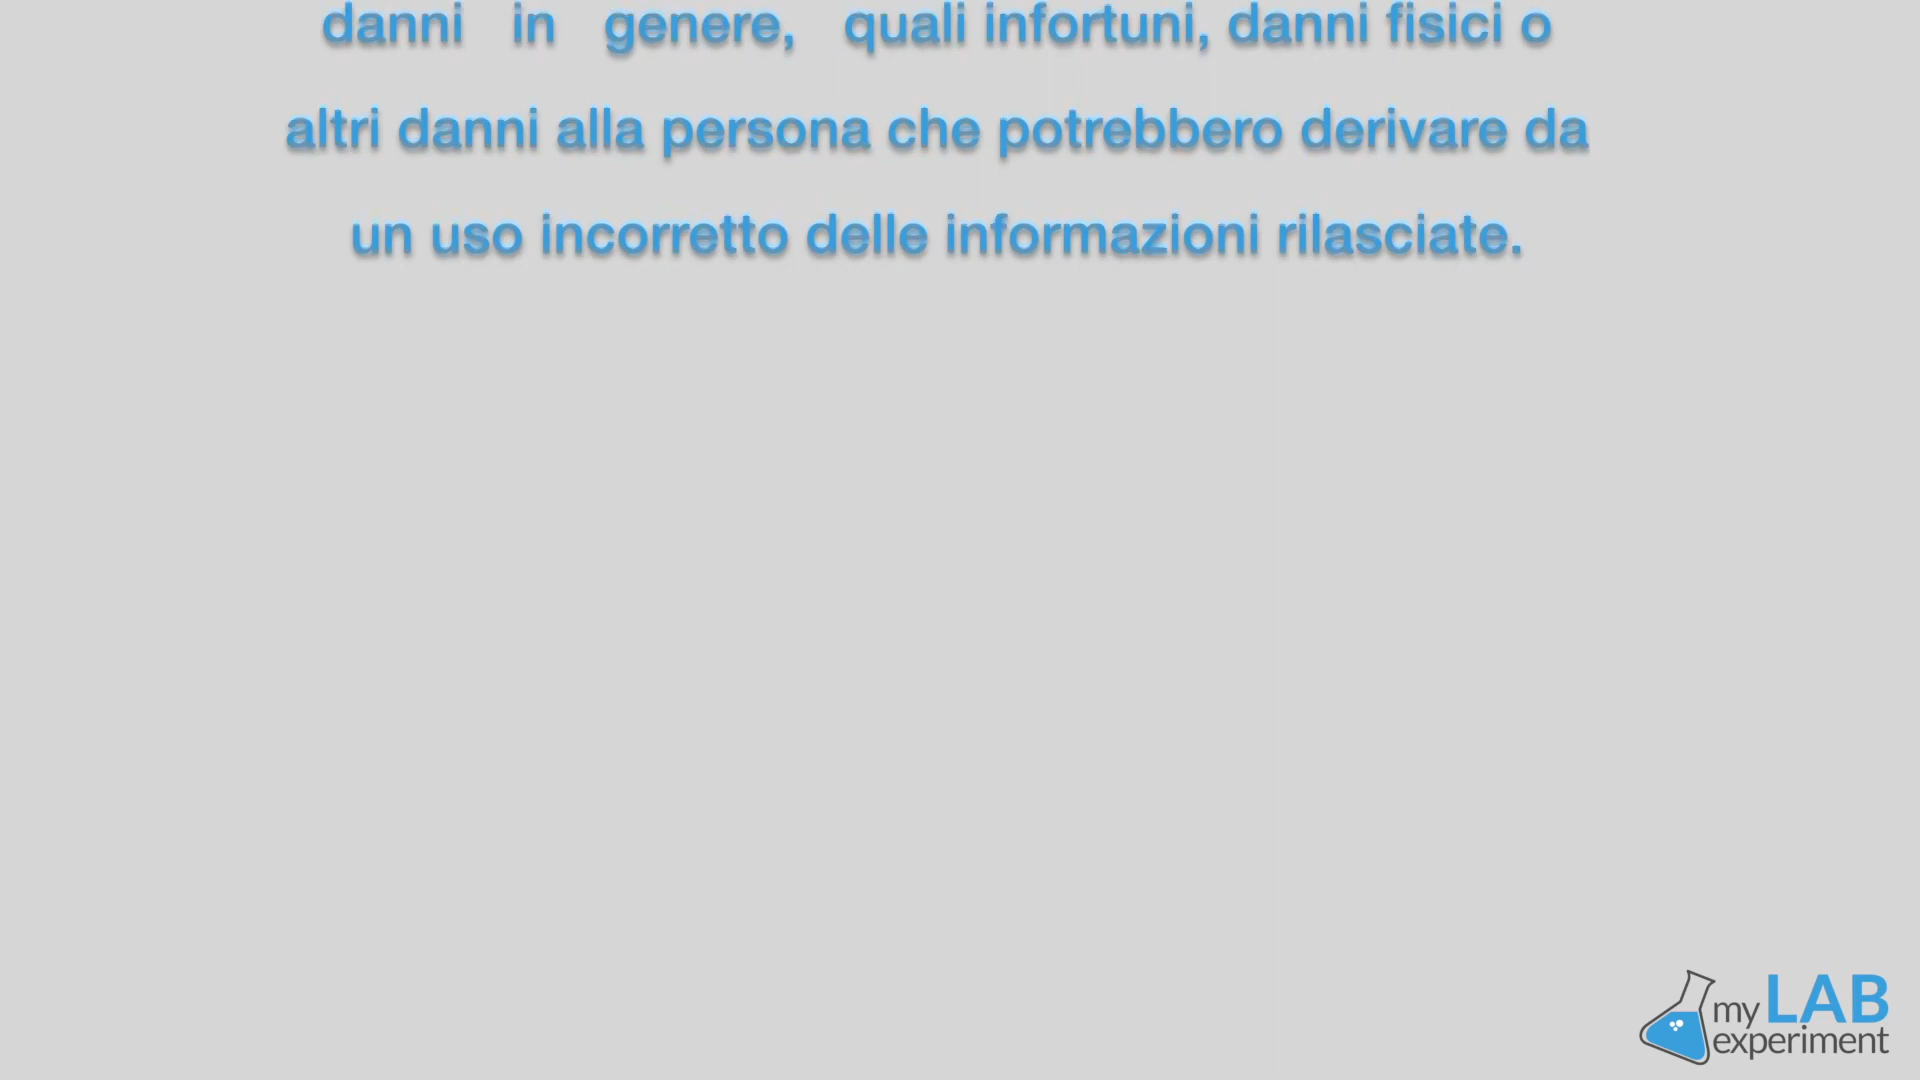 danni in genere, quali infortuni, danni fisici o
altri danni alla persona che potrebbero derivare da
un uso incorretto delle informazioni rilasciate.
my LAB
experiment